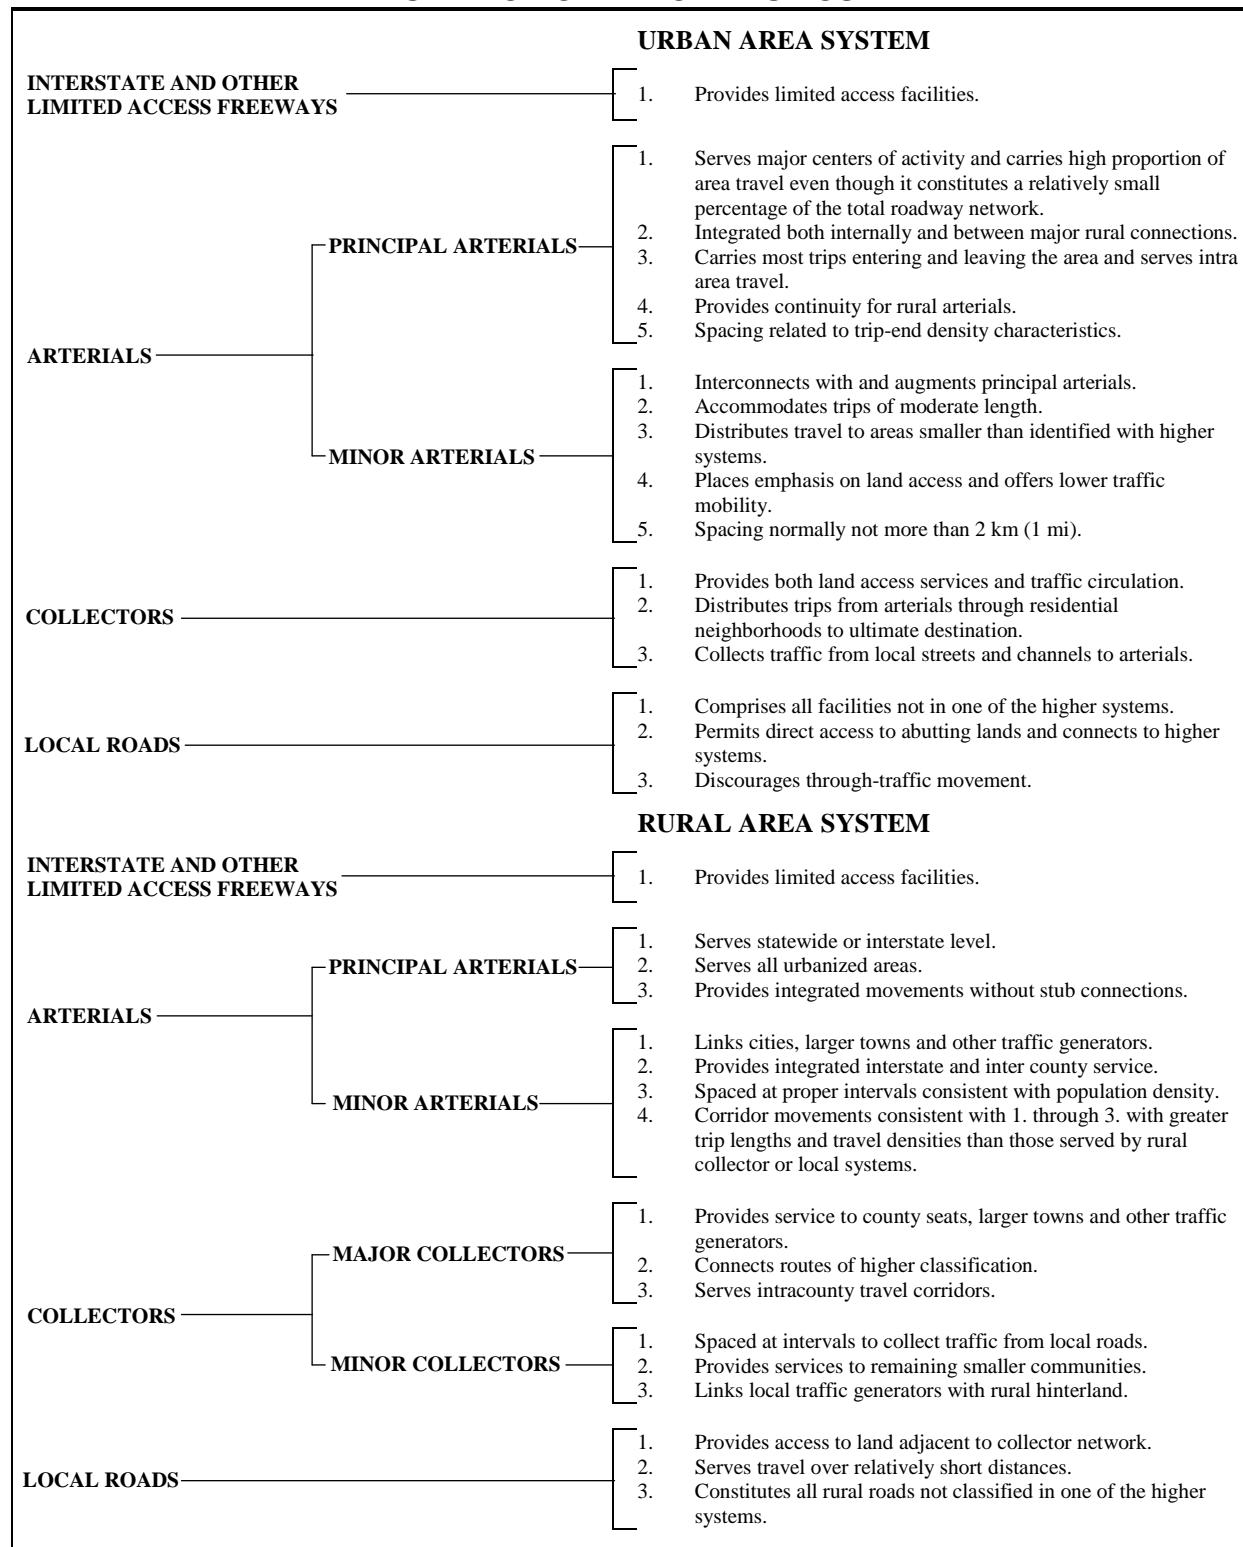 URBAN AREA SYSTEM
INTERSTATE AND OTHER
LIMITED ACCESS FREEWAYS
1. Provides limited access facilities.
ARTERIALS
PRINCIPAL ARTERIALS
1. Serves major centers of activity and carries high proportion of
area travel even though it constitutes a relatively small
percentage of the total roadway network.
2. Integrated both internally and between major rural connections.
3. Carries most trips entering and leaving the area and serves intra
area travel.
4. Provides continuity for rural arterials.
5. Spacing related to trip-end density characteristics.
MINOR ARTERIALS
1. Interconnects with and augments principal arterials.
2. Accommodates trips of moderate length.
3. Distributes travel to areas smaller than identified with higher
systems.
4. Places emphasis on land access and offers lower traffic
mobility.
5. Spacing normally not more than 2 km (1 mi).
COLLECTORS
1. Provides both land access services and traffic circulation.
2. Distributes trips from arterials through residential
neighborhoods to ultimate destination.
3. Collects traffic from local streets and channels to arterials.
LOCAL ROADS
1. Comprises all facilities not in one of the higher systems.
2. Permits direct access to abutting lands and connects to higher
systems.
3. Discourages through-traffic movement.
RURAL AREA SYSTEM
INTERSTATE AND OTHER
LIMITED ACCESS FREEWAYS
1. Provides limited access facilities.
ARTERIALS
PRINCIPAL ARTERIALS
1. Serves statewide or interstate level.
2. Serves all urbanized areas.
3. Provides integrated movements without stub connections.
MINOR ARTERIALS
1. Links cities, larger towns and other traffic generators.
2. Provides integrated interstate and inter county service.
3. Spaced at proper intervals consistent with population density.
4. Corridor movements consistent with 1. through 3. with greater
trip lengths and travel densities than those served by rural
collector or local systems.
COLLECTORS
MAJOR COLLECTORS
1. Provides service to county seats, larger towns and other traffic
generators.
2. Connects routes of higher classification.
3. Serves intracounty travel corridors.
MINOR COLLECTORS
1. Spaced at intervals to collect traffic from local roads.
2. Provides services to remaining smaller communities.
3. Links local traffic generators with rural hinterland.
LOCAL ROADS
1. Provides access to land adjacent to collector network.
2. Serves travel over relatively short distances.
3. Constitutes all rural roads not classified in one of the higher
systems.